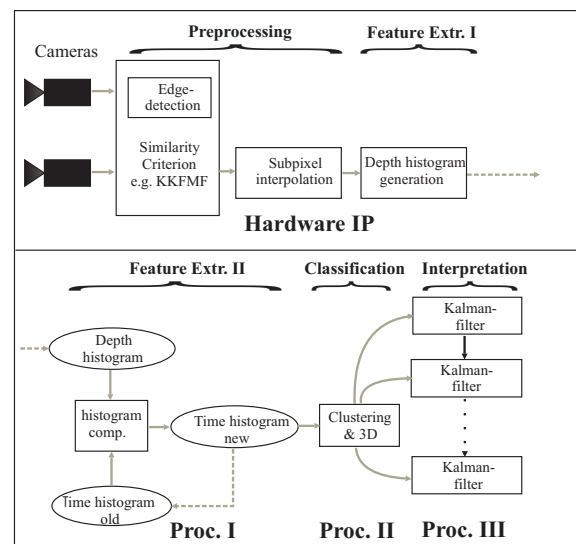 Preprocessing
Feature Extr. I
Cameras
Edge-
detection
Similarity
Criterion
e.g. KKFMF
Subpixel
interpolation
Depth histogram
generation
Hardware IP
Feature Extr. II
Classification
Interpretation
Depth
histogram
histogram
comp.
Time histogram
new
Time histogram
old
Clustering
& 3D
Kalman-
filter
Kalman-
filter
Kalman-
filter
Proc. I
Proc. II
Proc. III